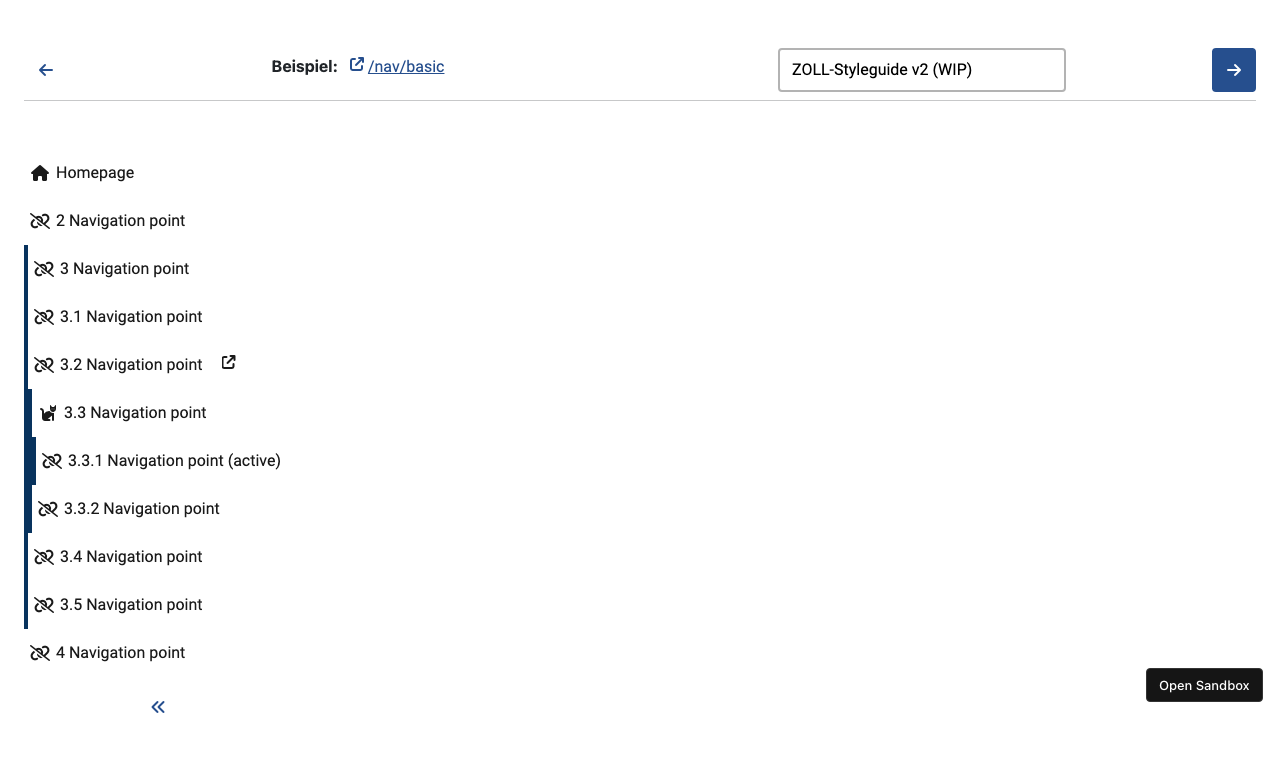 Beispiel: /nav/basic
ZOLL-Styleguide v2 (WIP)
Homepage
2 Navigation point
3 Navigation point
3.1 Navigation point
3.2 Navigation point
3.3 Navigation point
3.3.1 Navigation point (active)
3.3.2 Navigation point
3.4 Navigation point
3.5 Navigation point
4 Navigation point
Open Sandbox